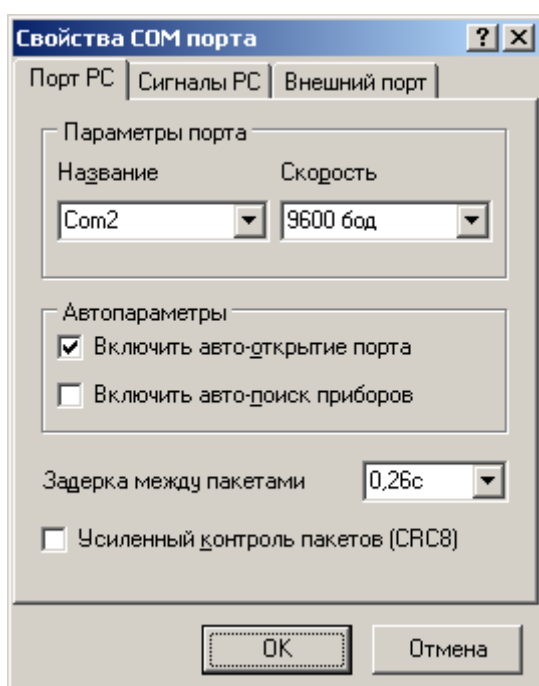 Свойства COM порта
Порт PC Сигналы PC Внешний порт
Параметры порта
Название Скорость
Com2 9600 бод
Автопараметры
Включить авто-открытие порта
Включить авто-поиск приборов
Задерка между пакетами 0,26с
Усиленный контроль пакетов (CRC8)
OK Отмена